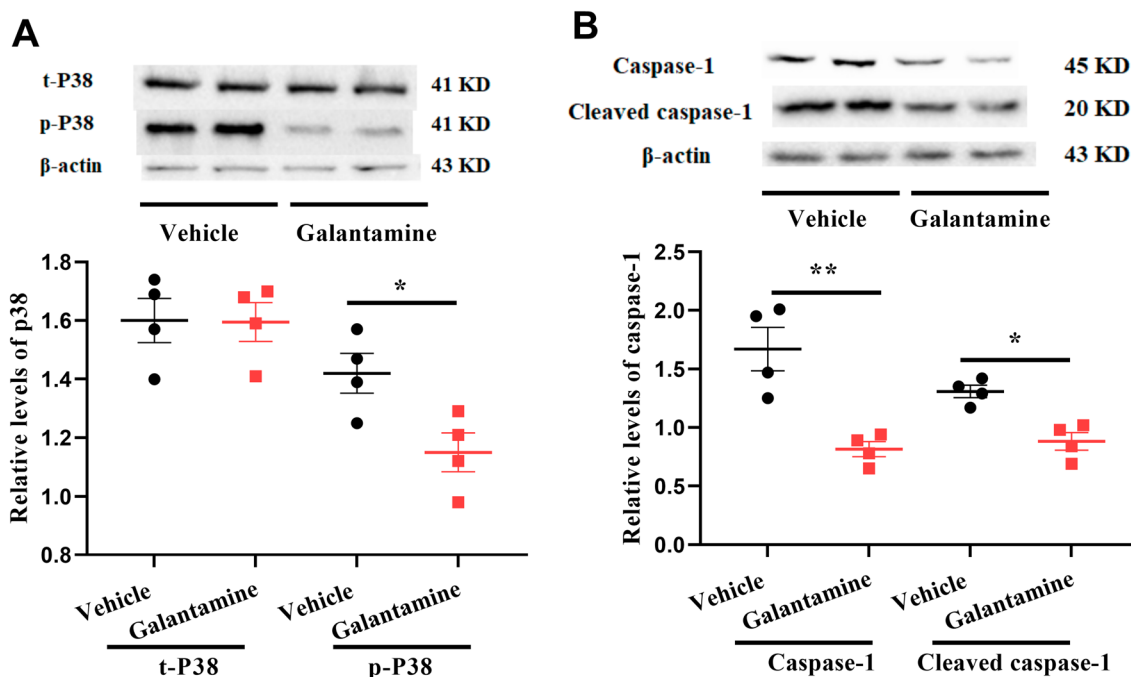 A
t-P38
41 KD
p-P38
41 KD
β-actin
43 KD
Vehicle
Galantamine
Relative levels of p38
1.8
1.6
1.4
1.2
1.0
0.8
*
Vehicle
Galantamine
Vehicle
Galantamine
t-P38
p-P38
B
Caspase-1
45 KD
Cleaved caspase-1
20 KD
β-actin
43 KD
Vehicle
Galantamine
Relative levels of caspase-1
2.5
2.0
1.5
1.0
0.5
0.0
**
*
Vehicle
Galantamine
Vehicle
Galantamine
Caspase-1
Cleaved caspase-1